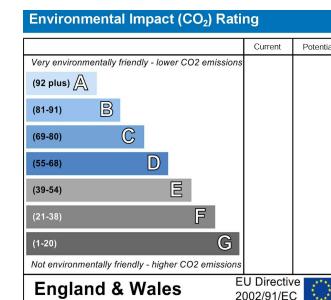 Environmental Impact (CO₂) Rating
Current Potentia
Very environmentally friendly - lower CO2 emissions
(92 plus) A
(81-91) B
(69-80) C
(55-68) D
(39-54) E
(21-38) F
(1-20) G
Not environmentally friendly - higher CO2 emissions
England & Wales
EU Directive
2002/91/EC